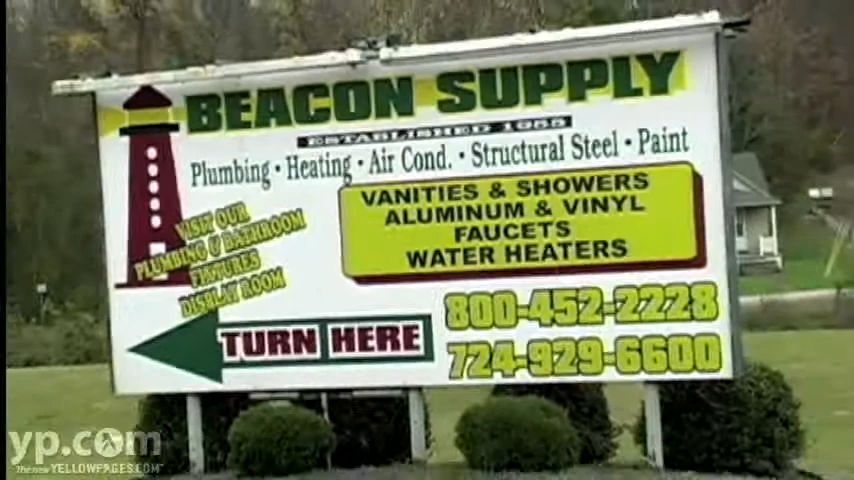 BEACON SUPPLY
ESTABLISHED 1955
Plumbing • Heating • Air Cond. • Structural Steel • Paint
VANITIES & SHOWERS
ALUMINUM & VINYL
FAUCETS
WATER HEATERS
VISIT OUR
PLUMBING & BATHROOM
FIXTURES
DISPLAY ROOM
TURN HERE
800-452-2228
724-929-6600
yp.com
The new YELLOWPAGES.com